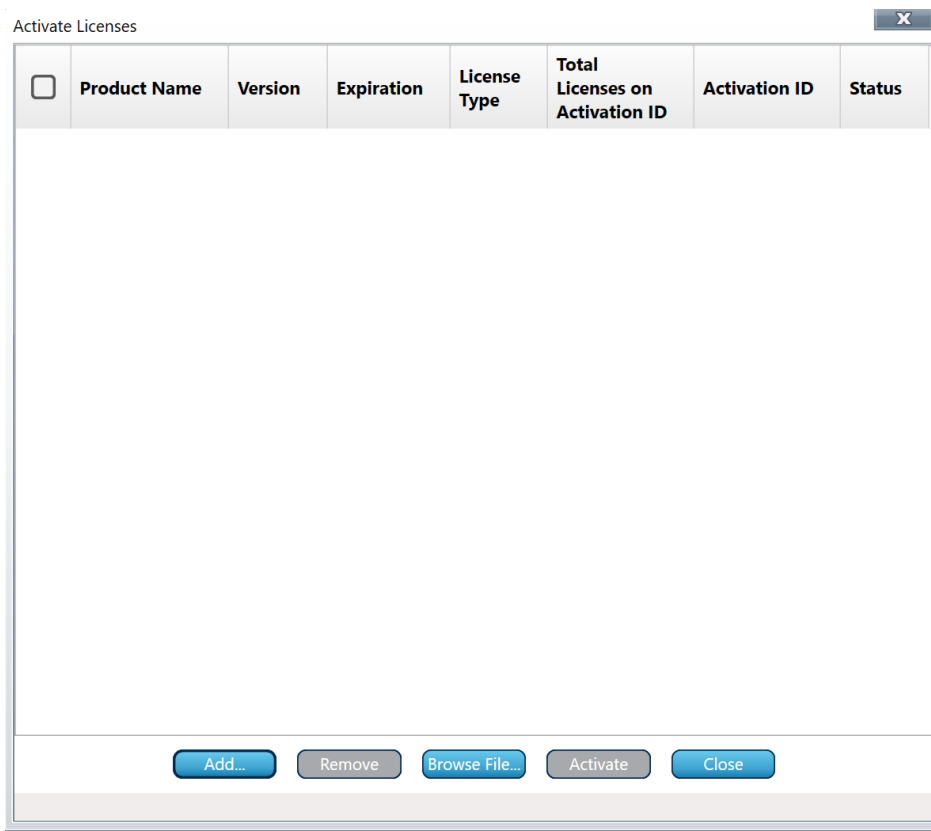 Activate Licenses
X
Product Name Version Expiration License Type Total Licenses on Activation ID Activation ID Status
Add... Remove Browse File... Activate Close